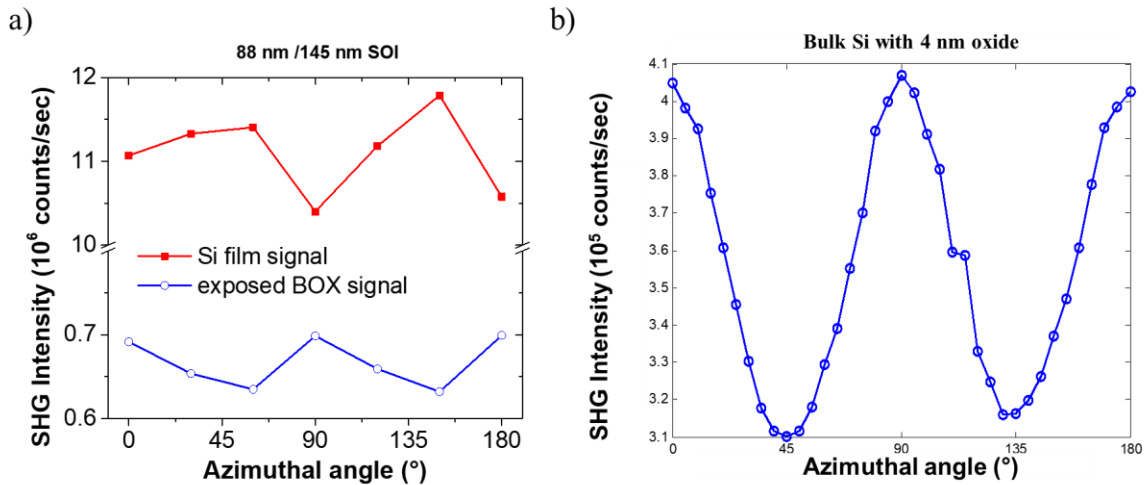 a)
88 nm /145 nm SOI
SHG Intensity (10⁶ counts/sec)
12
11
10
0.7
0.6
Si film signal
exposed BOX signal
0 45 90 135 180
Azimuthal angle (°)
b)
Bulk Si with 4 nm oxide
SHG Intensity (10⁵ counts/sec)
4.1
4
3.9
3.8
3.7
3.6
3.5
3.4
3.3
3.2
3.1
0 45 90 135 180
Azimuthal angle (°)